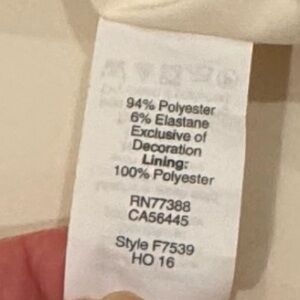 94% Polyester
6% Elastane
Exclusive of
Decoration
Lining:
100% Polyester
RN77388
CA56445
Style F7539
HO 16